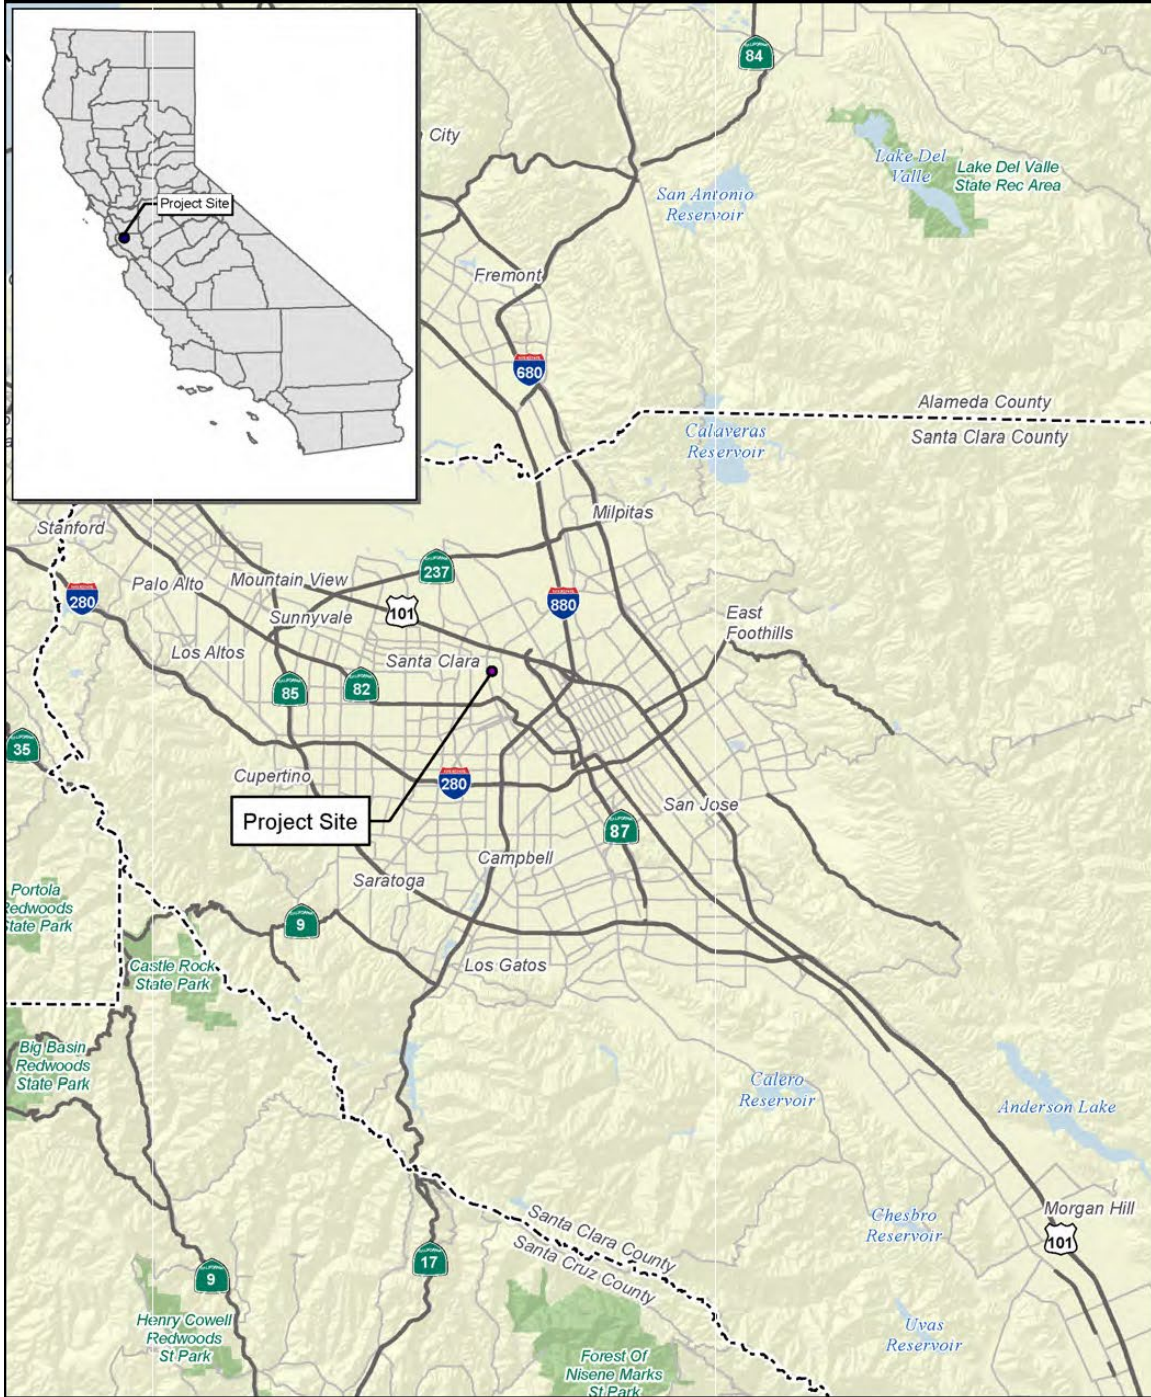 84
City
Project Site
Lake Del
Valle
Lake Del Valle
State Rec Area
San Antonio
Reservoir
Fremont
680
Alameda County
Santa Clara County
Calaveras
Reservoir
Milpitas
Stanford
237
Palo Alto
Mountain View
280
101
880
Sunnyvale
East
Foothills
Los Altos
Santa Clara
85
82
35
Cupertino
280
San Jose
Project Site
87
Campbell
Saratoga
Portola
Redwoods
State Park
9
Castle Rock
State Park
Los Gatos
Big Basin
Redwoods
State Park
Calero
Reservoir
Anderson Lake
Santa Clara County
Santa Cruz County
Chesbro
Reservoir
Morgan Hill
101
17
9
Henry Cowell
Redwoods
St Park
Uvas
Reservoir
Forest Of
Nisene Marks
St Park